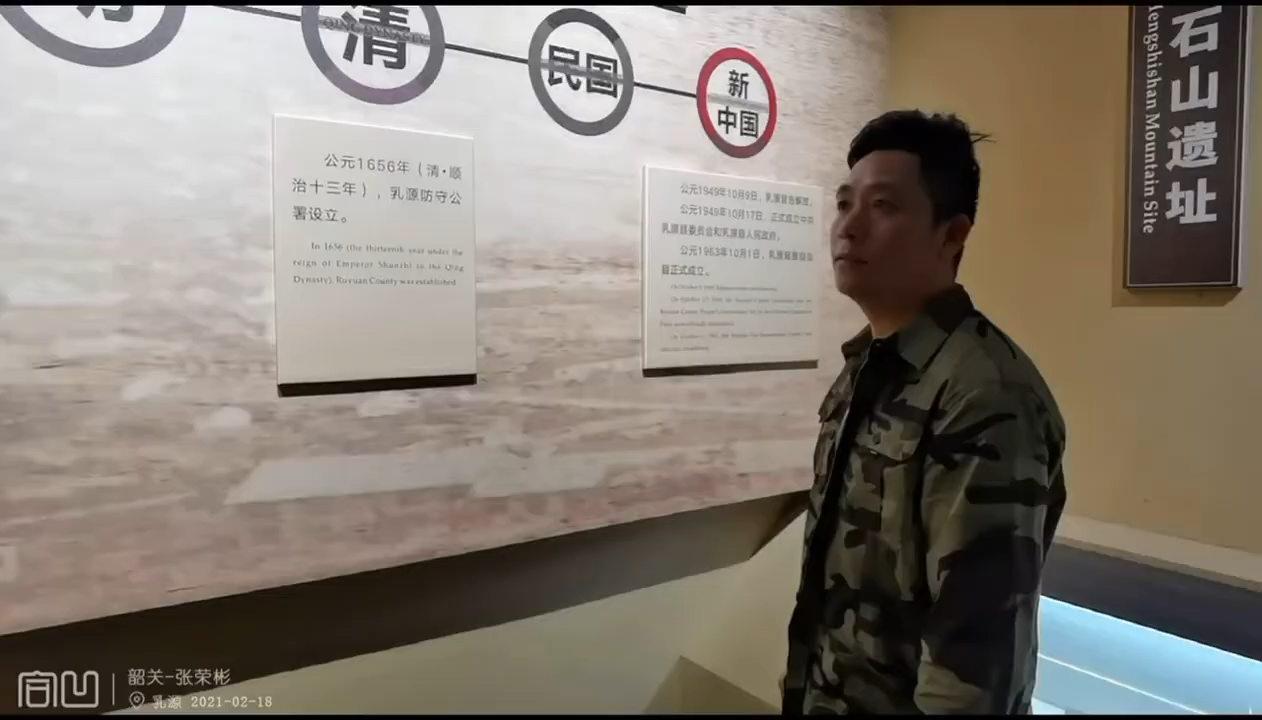 清
QING DYNASTY
民国
新
中国
公元1656年（清·顺
治十三年），乳源防守公
署设立。
In 1656 (the thirteenth year under the
reign of Emperor Shunzhi in the Qing
Dynasty), Ruyuan County was established.
公元1949年10月9日，乳源宣告解放。
公元1949年10月17日，正式成立中共
乳源县委员会和乳源县人民政府。
公元1963年10月1日，乳源瑶族自治
县正式成立。
石山遗址
engshishan Mountain Site
韶关-张荣彬
乳源 2021-02-18